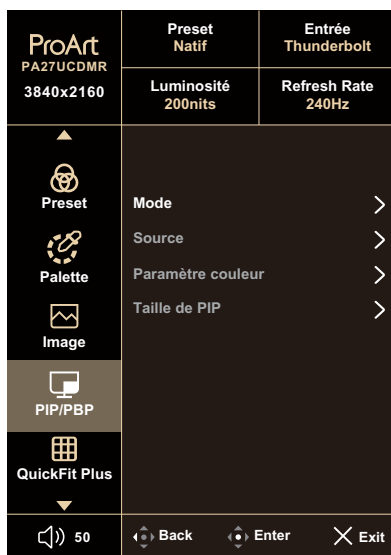 ProArt
PA27UCDMR
3840x2160
Preset
Natif
Entrée
Thunderbolt
Luminosité
200nits
Refresh Rate
240Hz
Preset
Palette
Image
PIP/PBP
QuickFit Plus
Mode
Source
Paramètre couleur
Taille de PIP
50
Back
Enter
Exit